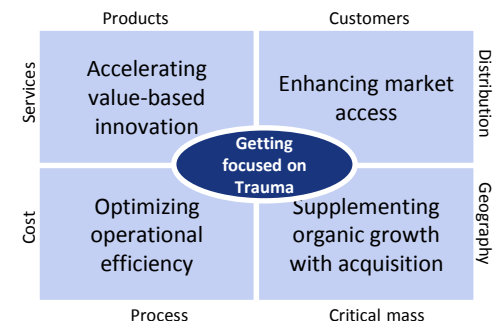 Products
Customers
Services
Accelerating
value-based
innovation
Enhancing market
access
Distribution
Getting
focused on
Trauma
Cost
Optimizing
operational
efficiency
Supplementing
organic growth
with acquisition
Geography
Process
Critical mass